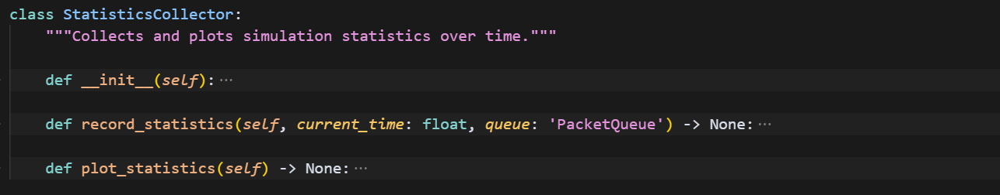 class StatisticsCollector:
    """Collects and plots simulation statistics over time."""
    def __init__(self):···
    def record_statistics(self, current_time: float, queue: 'PacketQueue') -> None:···
    def plot_statistics(self) -> None:···